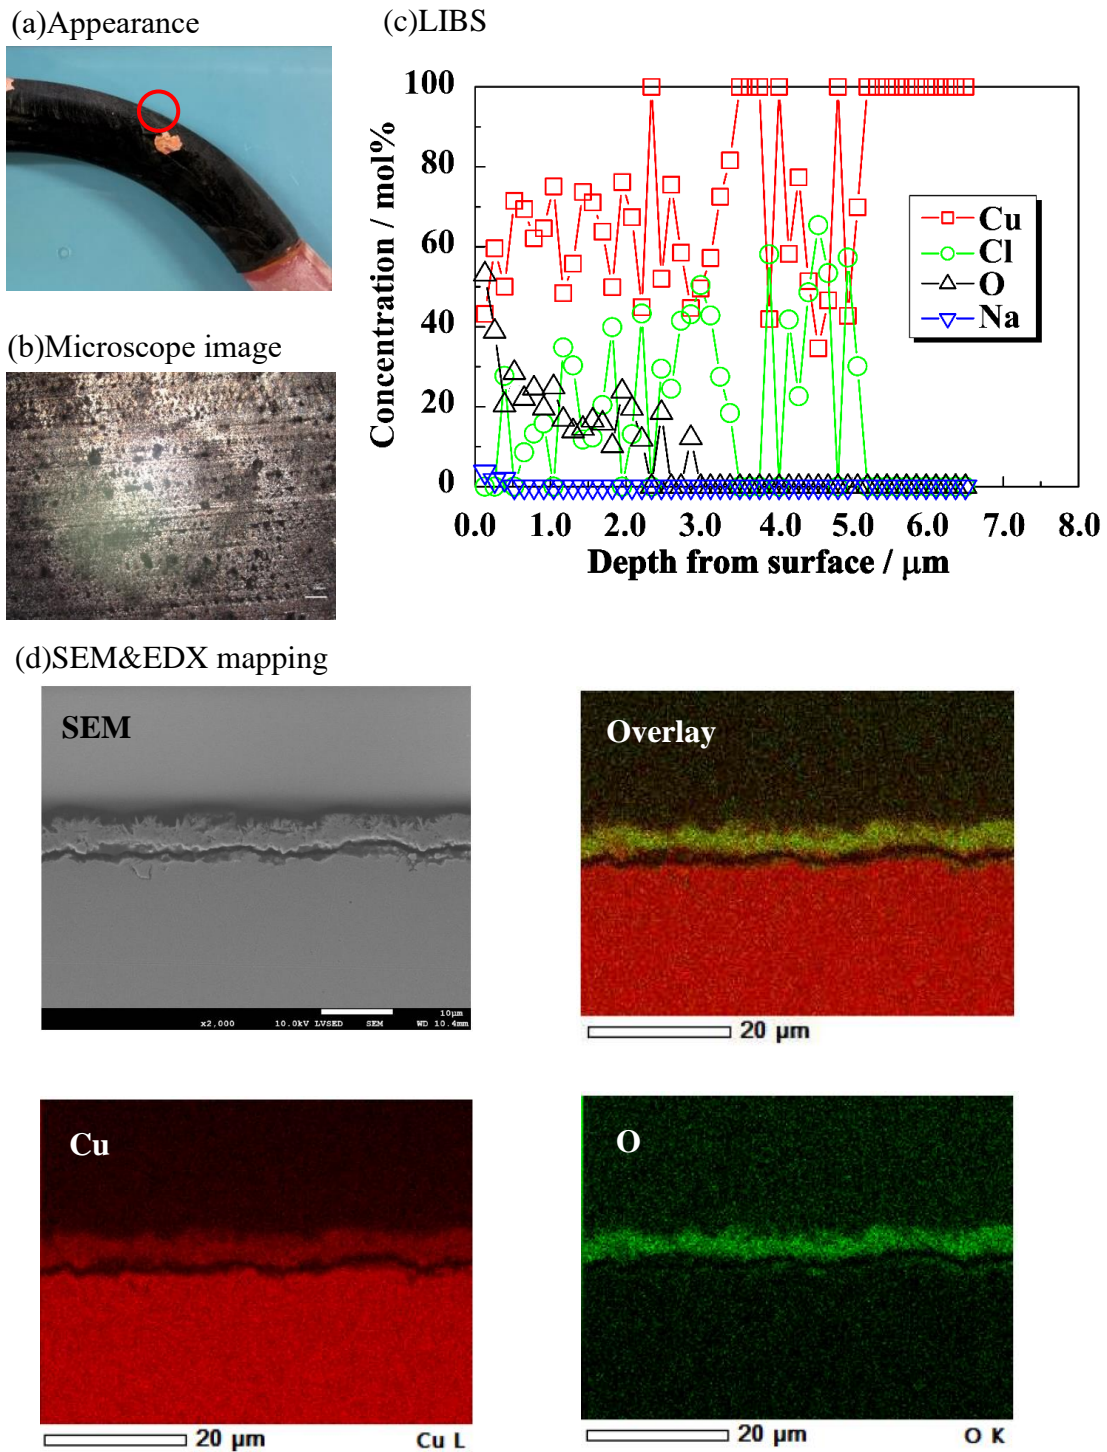 (a)Appearance
(c)LIBS
100
80
60
40
20
0
Concentration / mol%
Cu
Cl
O
Na
0.0 1.0 2.0 3.0 4.0 5.0 6.0 7.0 8.0
Depth from surface / μm
(b)Microscope image
(d)SEM&EDX mapping
SEM
10μm
x2,000 10.0kV LVSED SEM WD 10.4mm
Overlay
20 μm
Cu
20 μm Cu L
O
20 μm O K